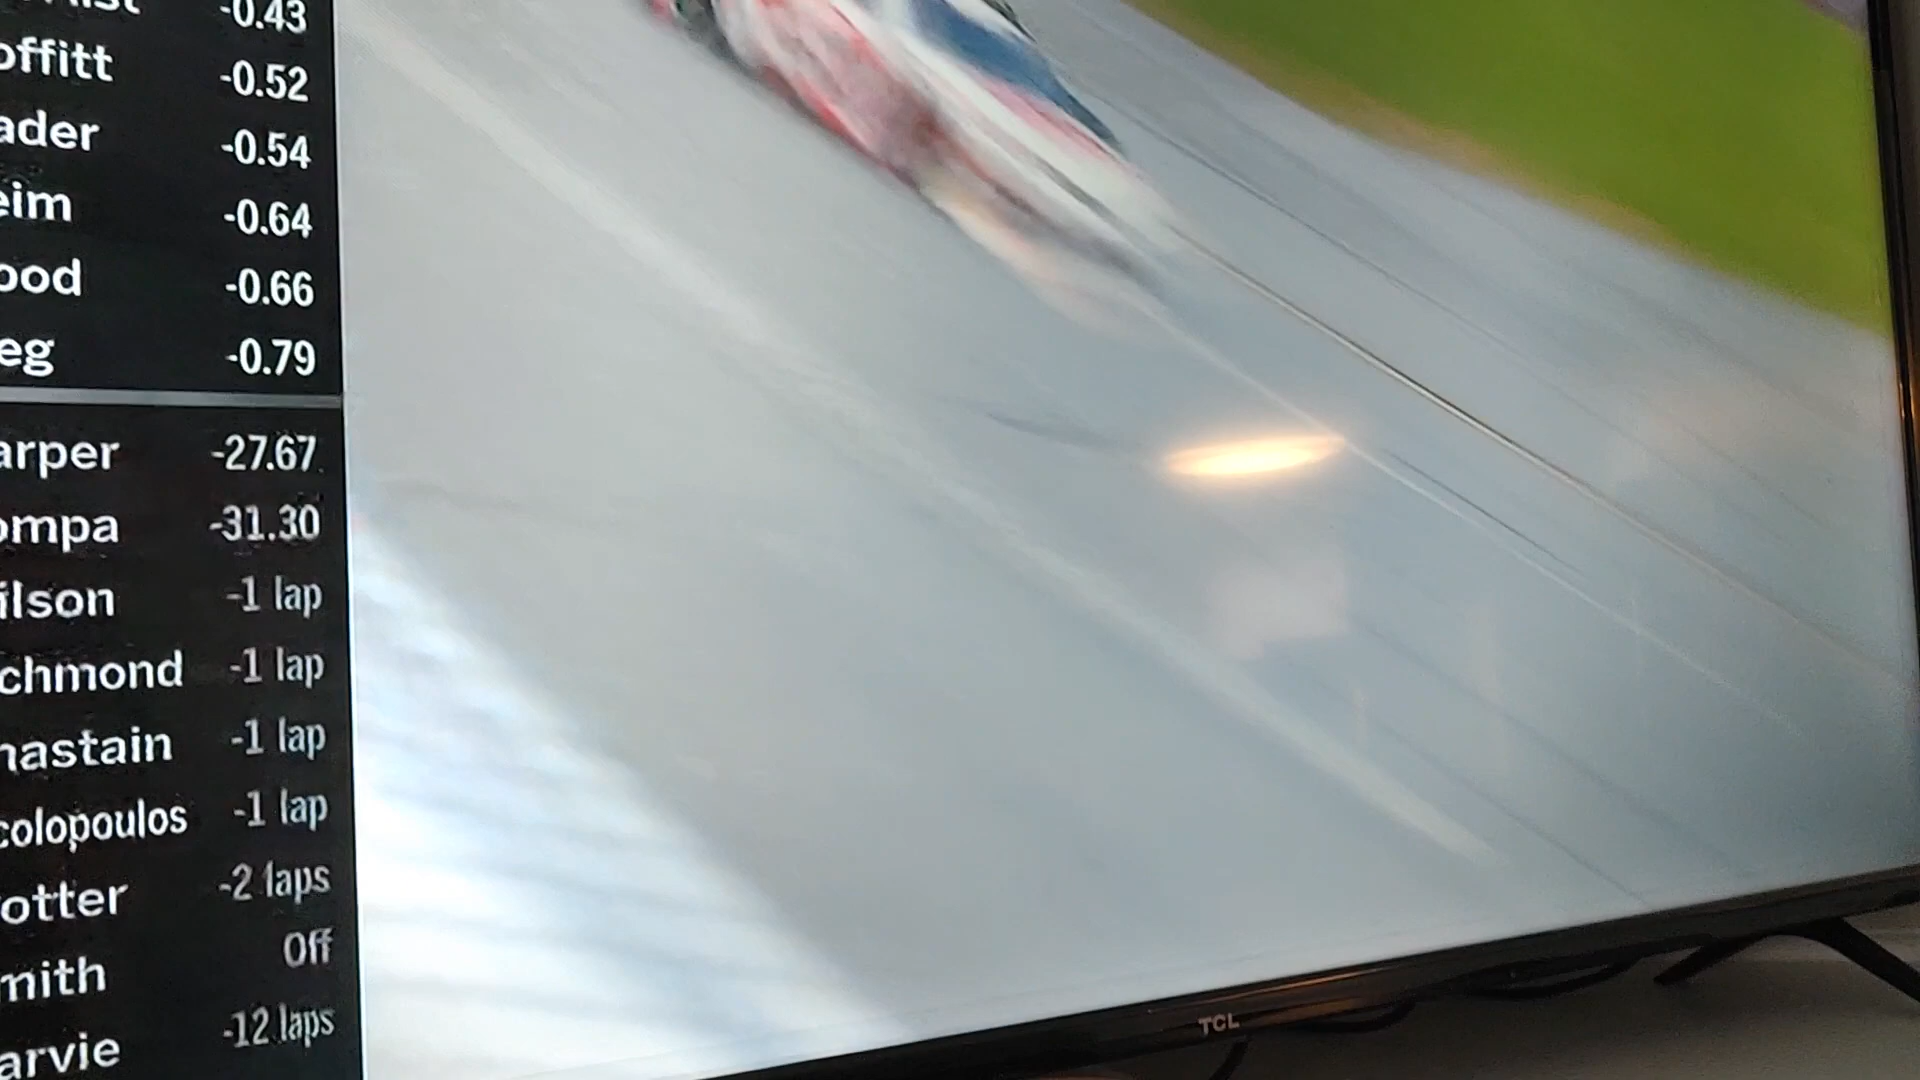 -0.43
offitt -0.52
ader -0.54
eim -0.64
ood -0.66
eg -0.79
arper -27.67
ompa -31.30
ilson -1 lap
chmond -1 lap
hastain -1 lap
colopoulos -1 lap
otter -2 laps
mith Off
arvie -12 laps
TCL